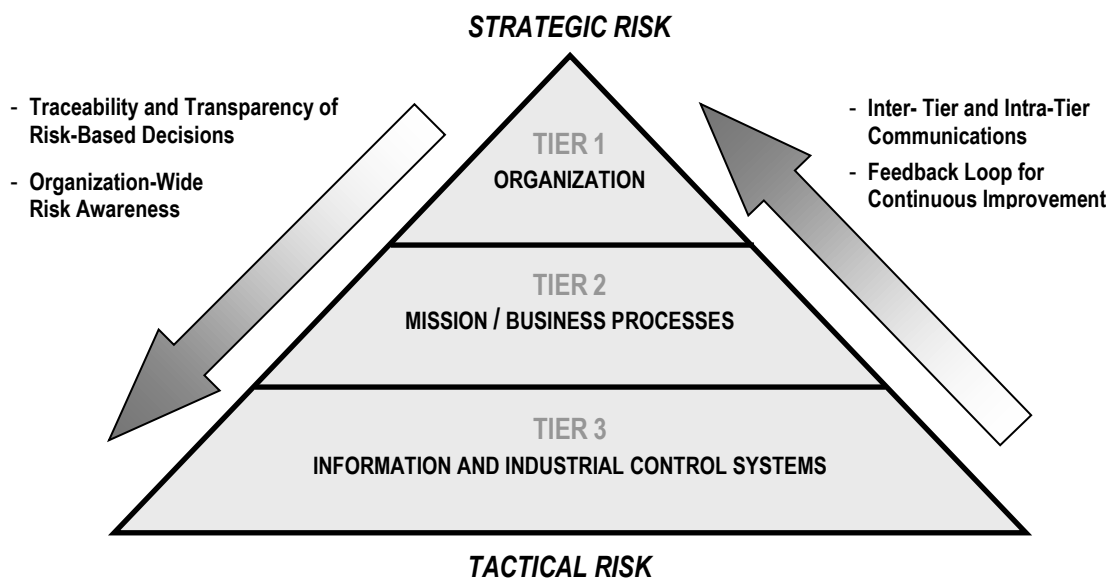 STRATEGIC RISK
- Traceability and Transparency of
Risk-Based Decisions
- Organization-Wide
Risk Awareness
- Inter- Tier and Intra-Tier
Communications
- Feedback Loop for
Continuous Improvement
TIER 1
ORGANIZATION
TIER 2
MISSION / BUSINESS PROCESSES
TIER 3
INFORMATION AND INDUSTRIAL CONTROL SYSTEMS
TACTICAL RISK